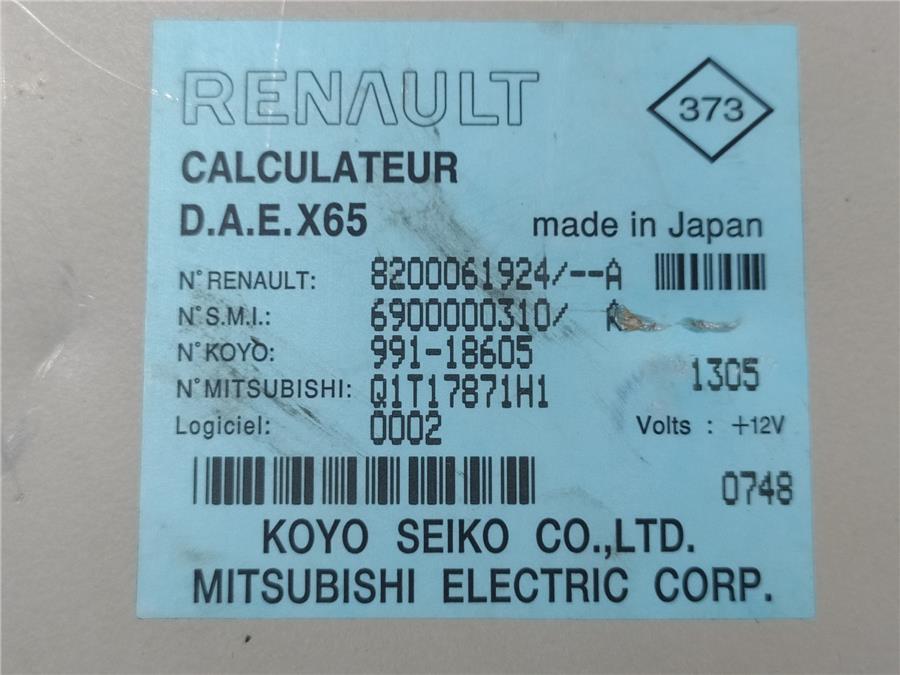 RENAULT
373
CALCULATEUR
D.A.E.X65
made in Japan
N° RENAULT: 8200061924/--A
N° S.M.I.: 6900000310/
N° KOYO: 991-18605
N° MITSUBISHI: Q1T17871H1
1305
Logiciel: 0002
Volts : +12V
0748
KOYO SEIKO CO.,LTD.
MITSUBISHI ELECTRIC CORP.